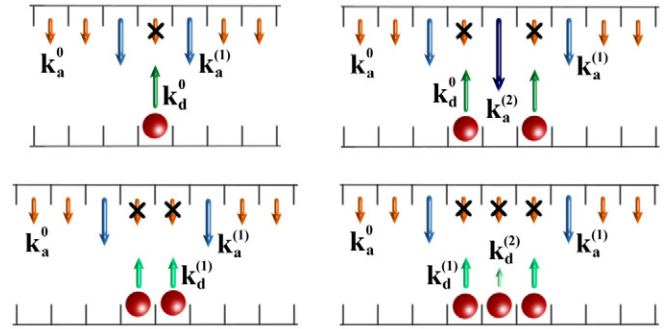 k_a^0 k_d^0 k_a^(1)
k_a^0 k_d^0 k_a^(2) k_a^(1)
k_a^0 k_d^(1) k_a^(1)
k_a^0 k_d^(1) k_d^(2) k_a^(1)